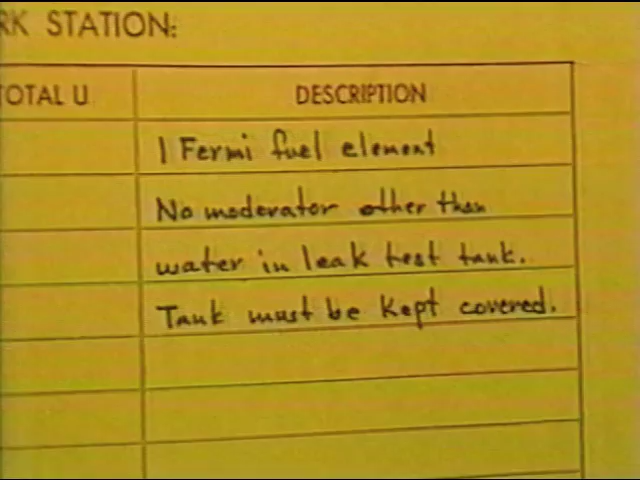 RK STATION:
TOTAL U DESCRIPTION
1 Fermi fuel element
No moderator other than
water in leak test tank.
Tank must be kept covered.